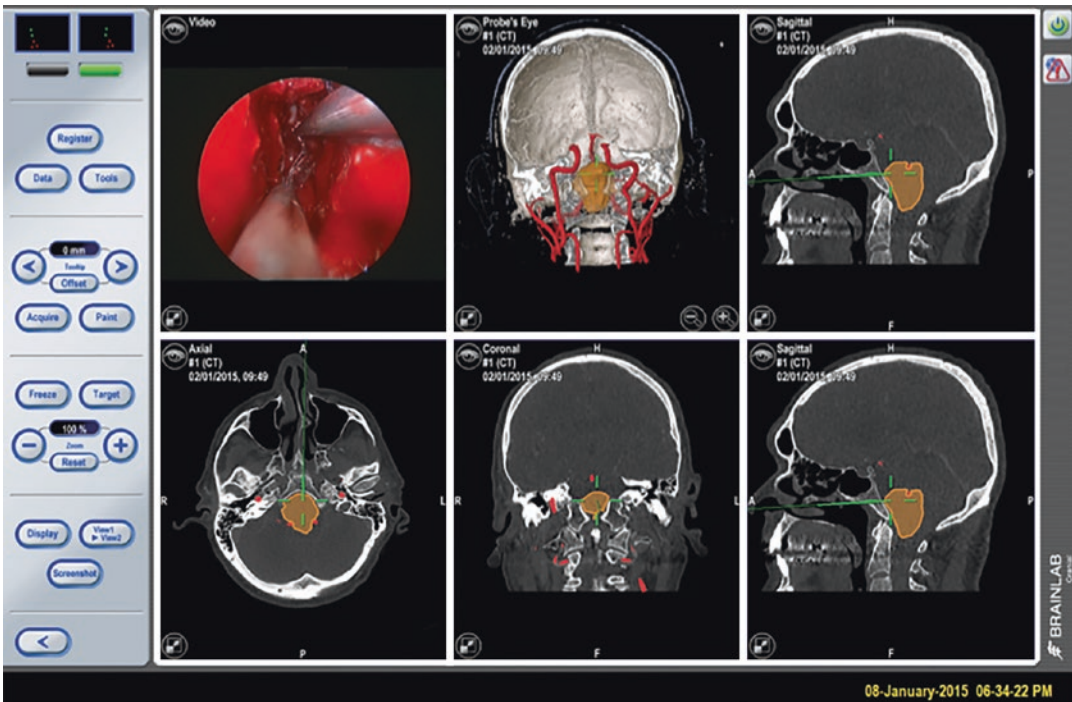 Register
Data
Tools
0 mm
Tooltip
Offset
Acquire
Paint
Freeze
Target
100 %
Zoom
Reset
Display
View1
▶ View2
Screenshot
Video
Probe's Eye
#1 (CT)
02/01/2015, 09:49
H
Sagittal
#1 (CT)
02/01/2015, 09:49
H
A
P
F
Axial
#1 (CT)
02/01/2015, 09:49
A
R
L
P
Coronal
#1 (CT)
02/01/2015, 09:49
H
R
L
F
Sagittal
#1 (CT)
02/01/2015, 09:49
H
A
P
F
BRAINLAB
Cranial
08-January-2015 06-34-22 PM